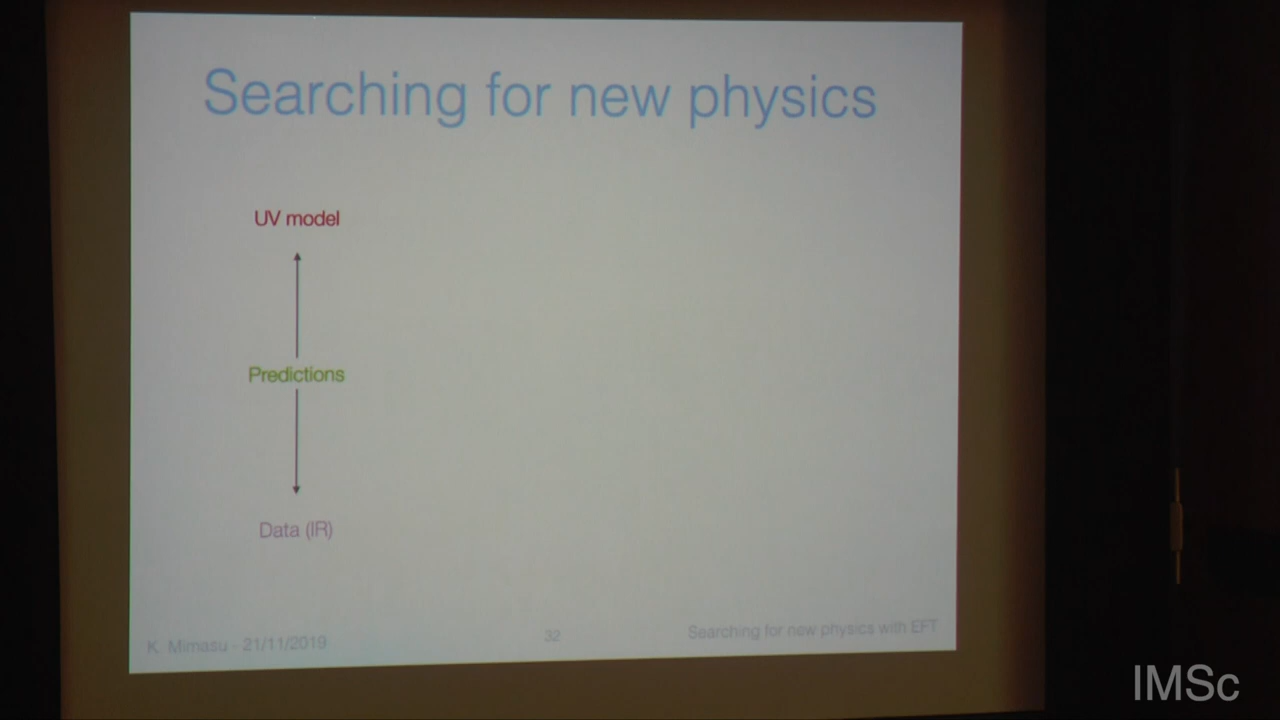 Searching for new physics
UV model
Predictions
Data (IR)
K. Mimasu - 21/11/2019
32
Searching for new physics with EFT
IMSc